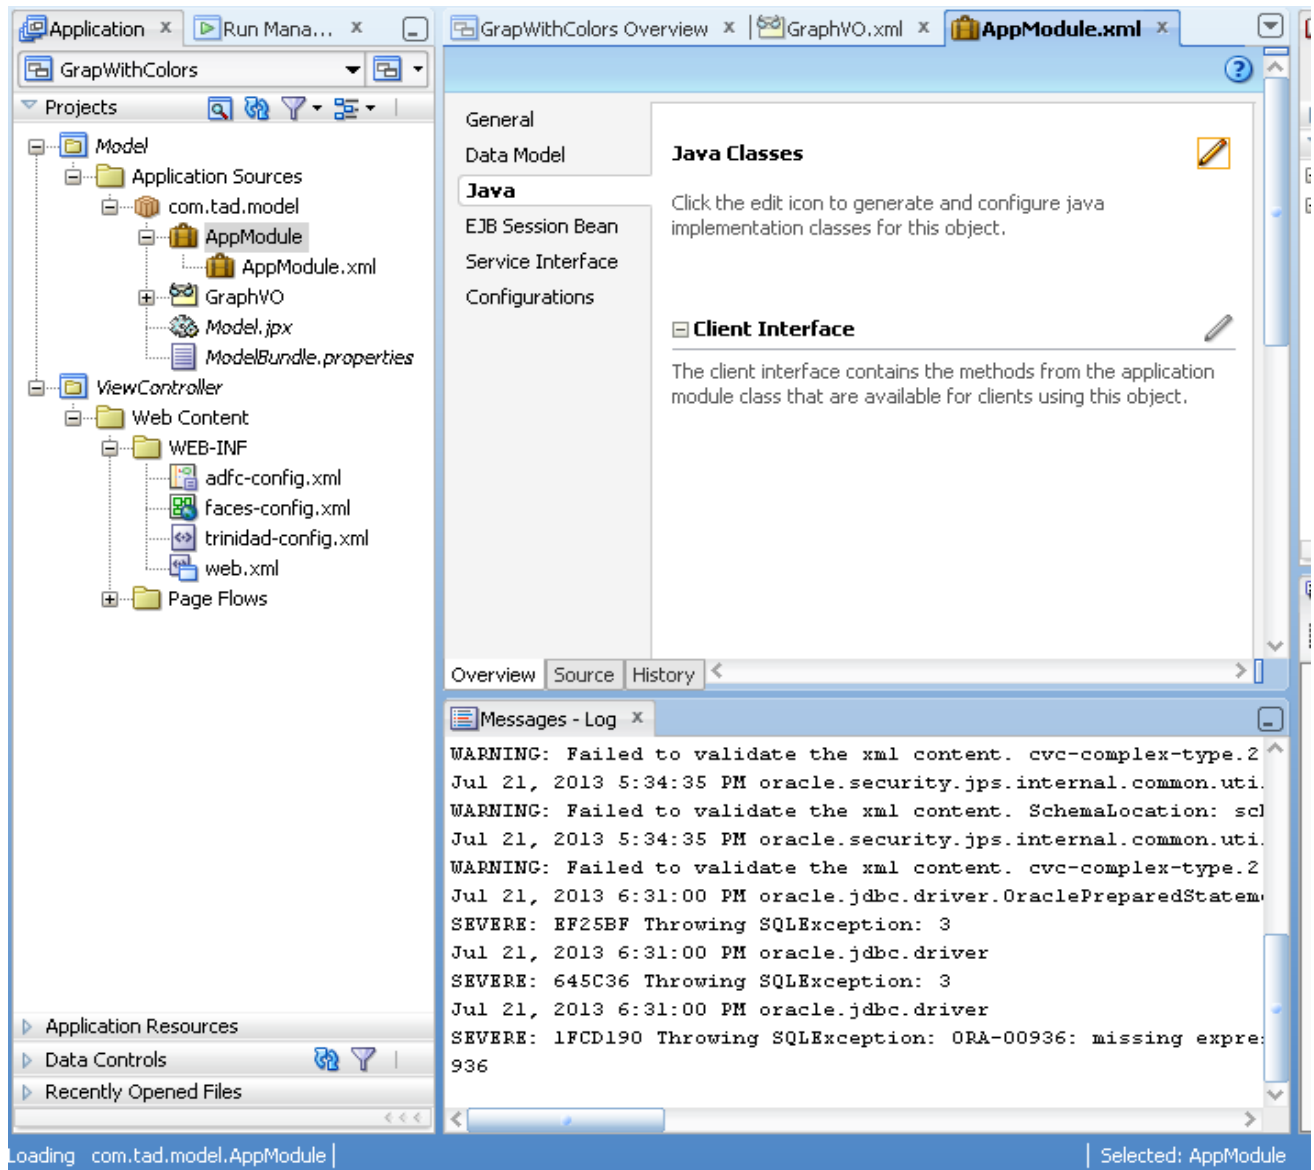 Application x
Run Mana... x
GrapWithColors
Projects
Model
Application Sources
com.tad.model
AppModule
AppModule.xml
GraphVO
Model.jpx
ModelBundle.properties
ViewController
Web Content
WEB-INF
adfc-config.xml
faces-config.xml
trinidad-config.xml
web.xml
Page Flows
Application Resources
Data Controls
Recently Opened Files
GrapWithColors Overview x
GraphVO.xml x
AppModule.xml x
General
Data Model
Java
EJB Session Bean
Service Interface
Configurations
Java Classes
Click the edit icon to generate and configure java
implementation classes for this object.
Client Interface
The client interface contains the methods from the application
module class that are available for clients using this object.
Overview Source History
Messages - Log x
WARNING: Failed to validate the xml content. cvc-complex-type.2
Jul 21, 2013 5:34:35 PM oracle.security.jps.internal.common.uti.
WARNING: Failed to validate the xml content. SchemaLocation: scl
Jul 21, 2013 5:34:35 PM oracle.security.jps.internal.common.uti.
WARNING: Failed to validate the xml content. cvc-complex-type.2
Jul 21, 2013 6:31:00 PM oracle.jdbc.driver.OraclePreparedStatem
SEVERE: EF25BF Throwing SQLException: 3
Jul 21, 2013 6:31:00 PM oracle.jdbc.driver
SEVERE: 645C36 Throwing SQLException: 3
Jul 21, 2013 6:31:00 PM oracle.jdbc.driver
SEVERE: 1FCD190 Throwing SQLException: ORA-00936: missing expre
936
Loading com.tad.model.AppModule
Selected: AppModule